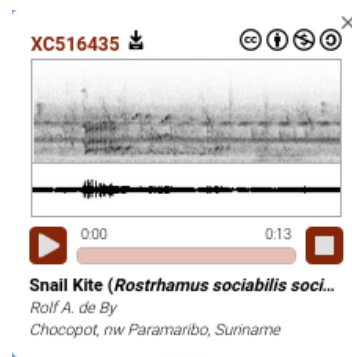 XC516435
0:00 0:13
Snail Kite (Rostrhamus sociabilis soci...
Rolf A. de By
Chocopot, nw Paramaribo, Suriname